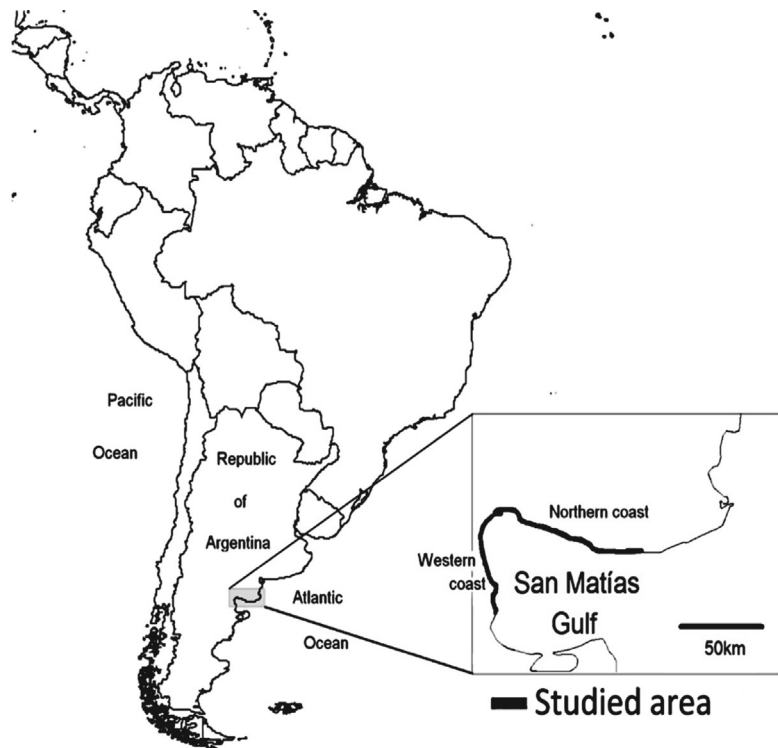 Pacific
Ocean
Republic
of
Argentina
Atlantic
Ocean
Northern coast
Western
coast
San Matías
Gulf
50km
Studied area